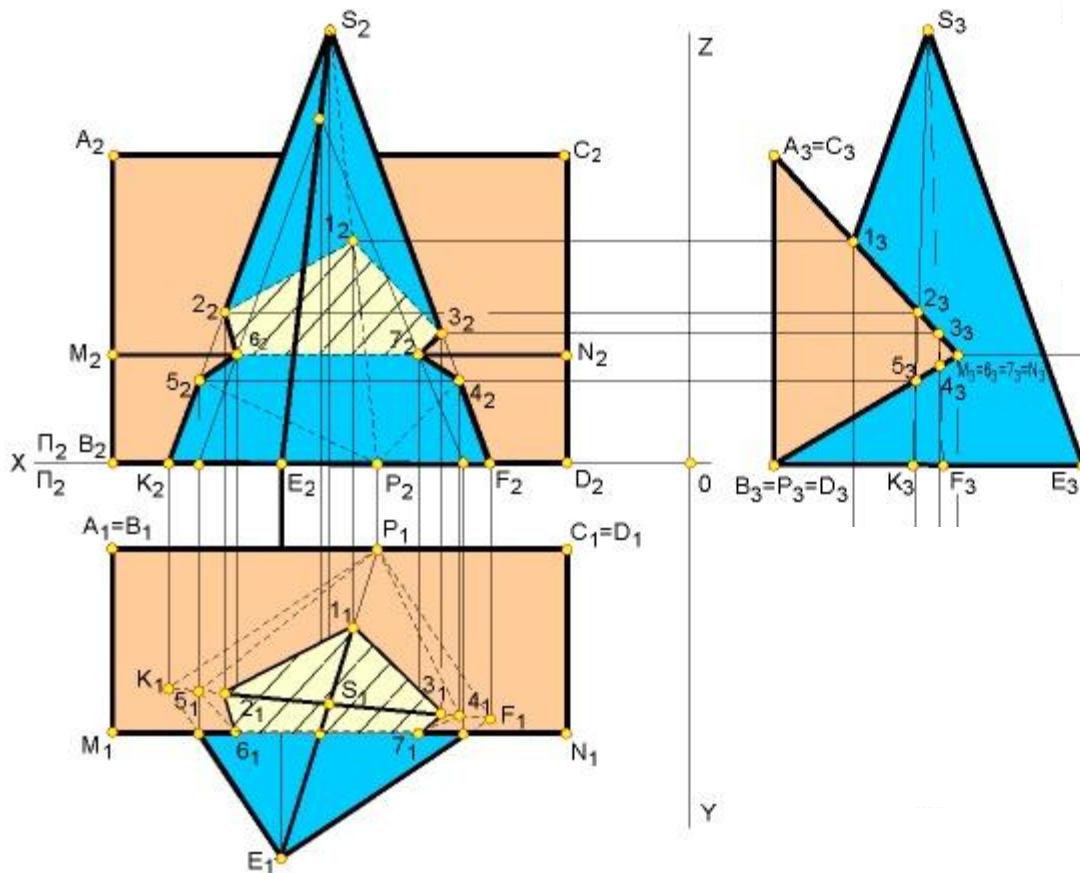 S₂
S₃
Z
A₂
C₂
A₃=C₃
1₂
1₃
2₂
3₂
2₃
3₃
M₂
6₂
7₂
N₂
M₃=6₃=7₃=N₃
5₂
4₂
5₃
4₃
X
П₂
П₂
B₂
K₂
E₂
P₂
F₂
D₂
0
B₃=P₃=D₃
K₃
F₃
E₃
A₁=B₁
P₁
C₁=D₁
1₁
K₁
5₁
2₁
S₁
3₁
4₁
F₁
M₁
6₁
7₁
N₁
Y
E₁